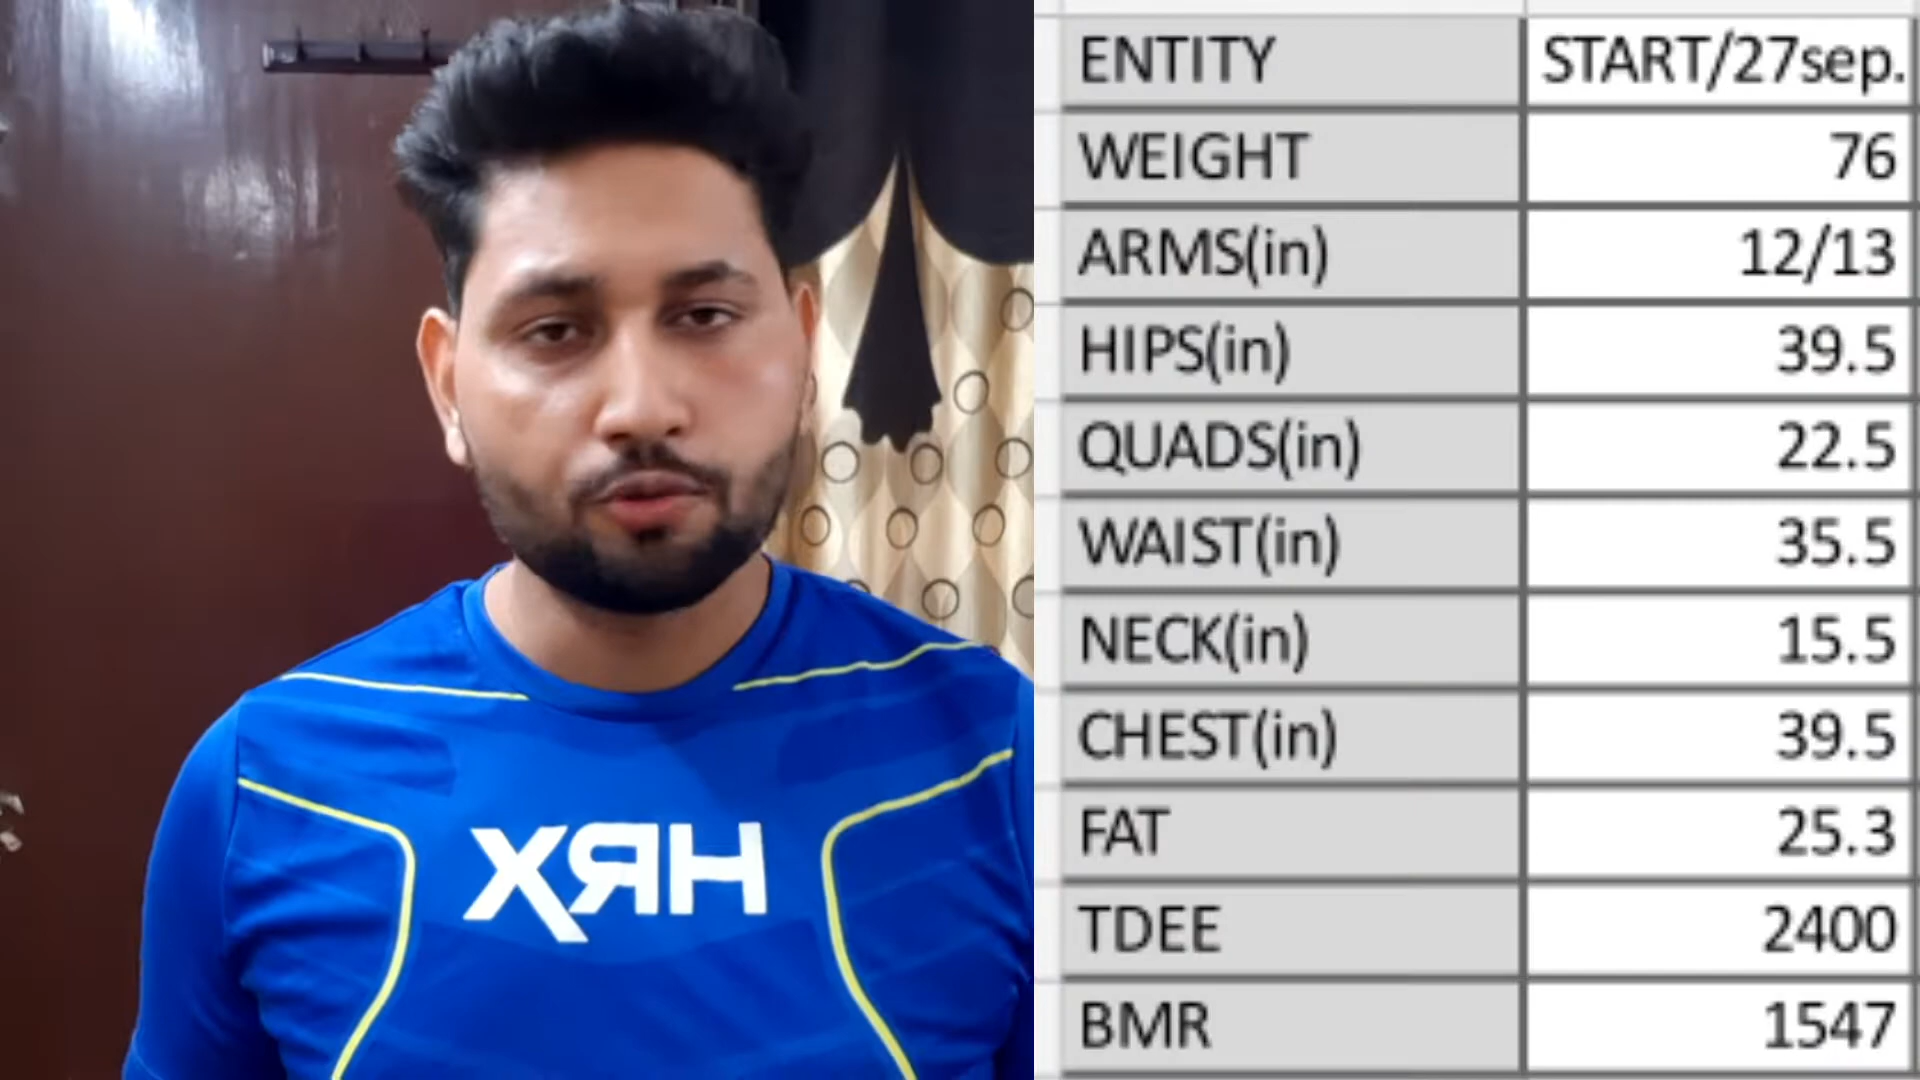 HRX
ENTITY START/27sep.
WEIGHT 76
ARMS(in) 12/13
HIPS(in) 39.5
QUADS(in) 22.5
WAIST(in) 35.5
NECK(in) 15.5
CHEST(in) 39.5
FAT 25.3
TDEE 2400
BMR 1547